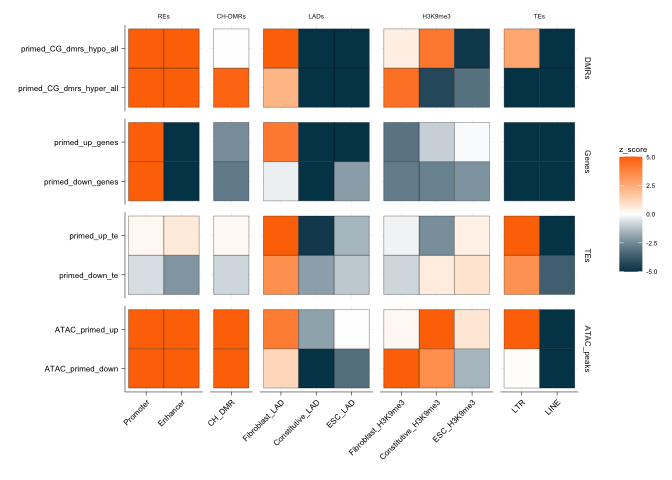 REs CH-DMRs LADs H3K9me3 TEs
primed_CG_dmrs_hypo_all
primed_CG_dmrs_hyper_all
DMRs
primed_up_genes
primed_down_genes
Genes
primed_up_te
primed_down_te
TEs
ATAC_primed_up
ATAC_primed_down
ATAC_peaks
Promoter
Enhancer
CH_DMR
Fibroblast_LAD
Constitutive_LAD
ESC_LAD
Fibroblast_H3K9me3
Constitutive_H3K9me3
ESC_H3K9me3
LTR
LINE
z_score
5.0
2.5
0.0
-2.5
-5.0